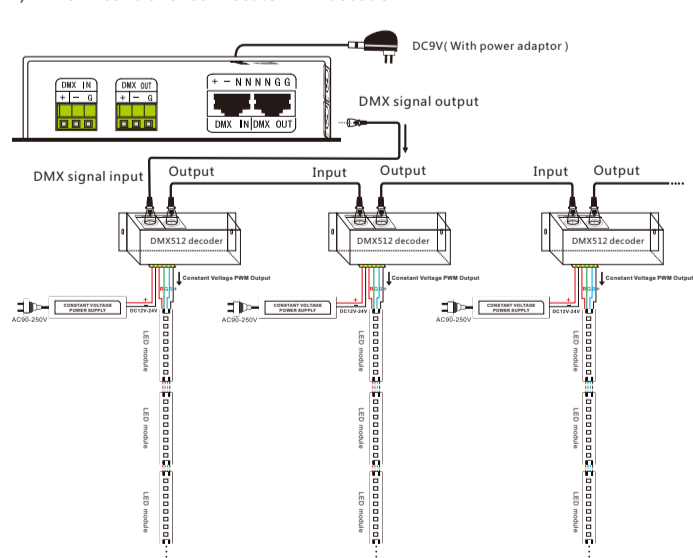 DC9V( With power adaptor )
DMX IN
+ – G
DMX OUT
+ – G
+ – N N N N G G
DMX IN DMX OUT
DMX signal output
DMX signal input
Output
Input
Output
Input
Output
DMX512 decoder
DMX512 decoder
DMX512 decoder
RGB+
Constant Voltage PWM Output
RGB+
Constant Voltage PWM Output
RGB+
Constant Voltage PWM Output
CONSTANT VOLTAGE
POWER SUPPLY
+
–
DC12V-24V
AC90-250V
CONSTANT VOLTAGE
POWER SUPPLY
+
–
DC12V-24V
AC90-250V
CONSTANT VOLTAGE
POWER SUPPLY
+
–
DC12V-24V
AC90-250V
LED module
LED module
LED module
LED module
LED module
LED module
LED module
LED module
LED module